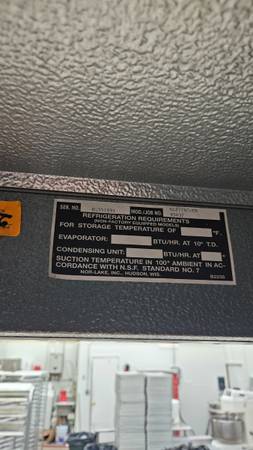 SER. NO. MOD./JOB NO.
REFRIGERATION REQUIREMENTS
(NON-FACTORY EQUIPPED MODELS)
FOR STORAGE TEMPERATURE OF °F.
EVAPORATOR: BTU/HR. AT 10° T.D.
CONDENSING UNIT: BTU/HR. AT °
SUCTION TEMPERATURE IN 100° AMBIENT IN AC-
CORDANCE WITH N.S.F. STANDARD NO. 7
NOR-LAKE, INC., HUDSON, WIS.